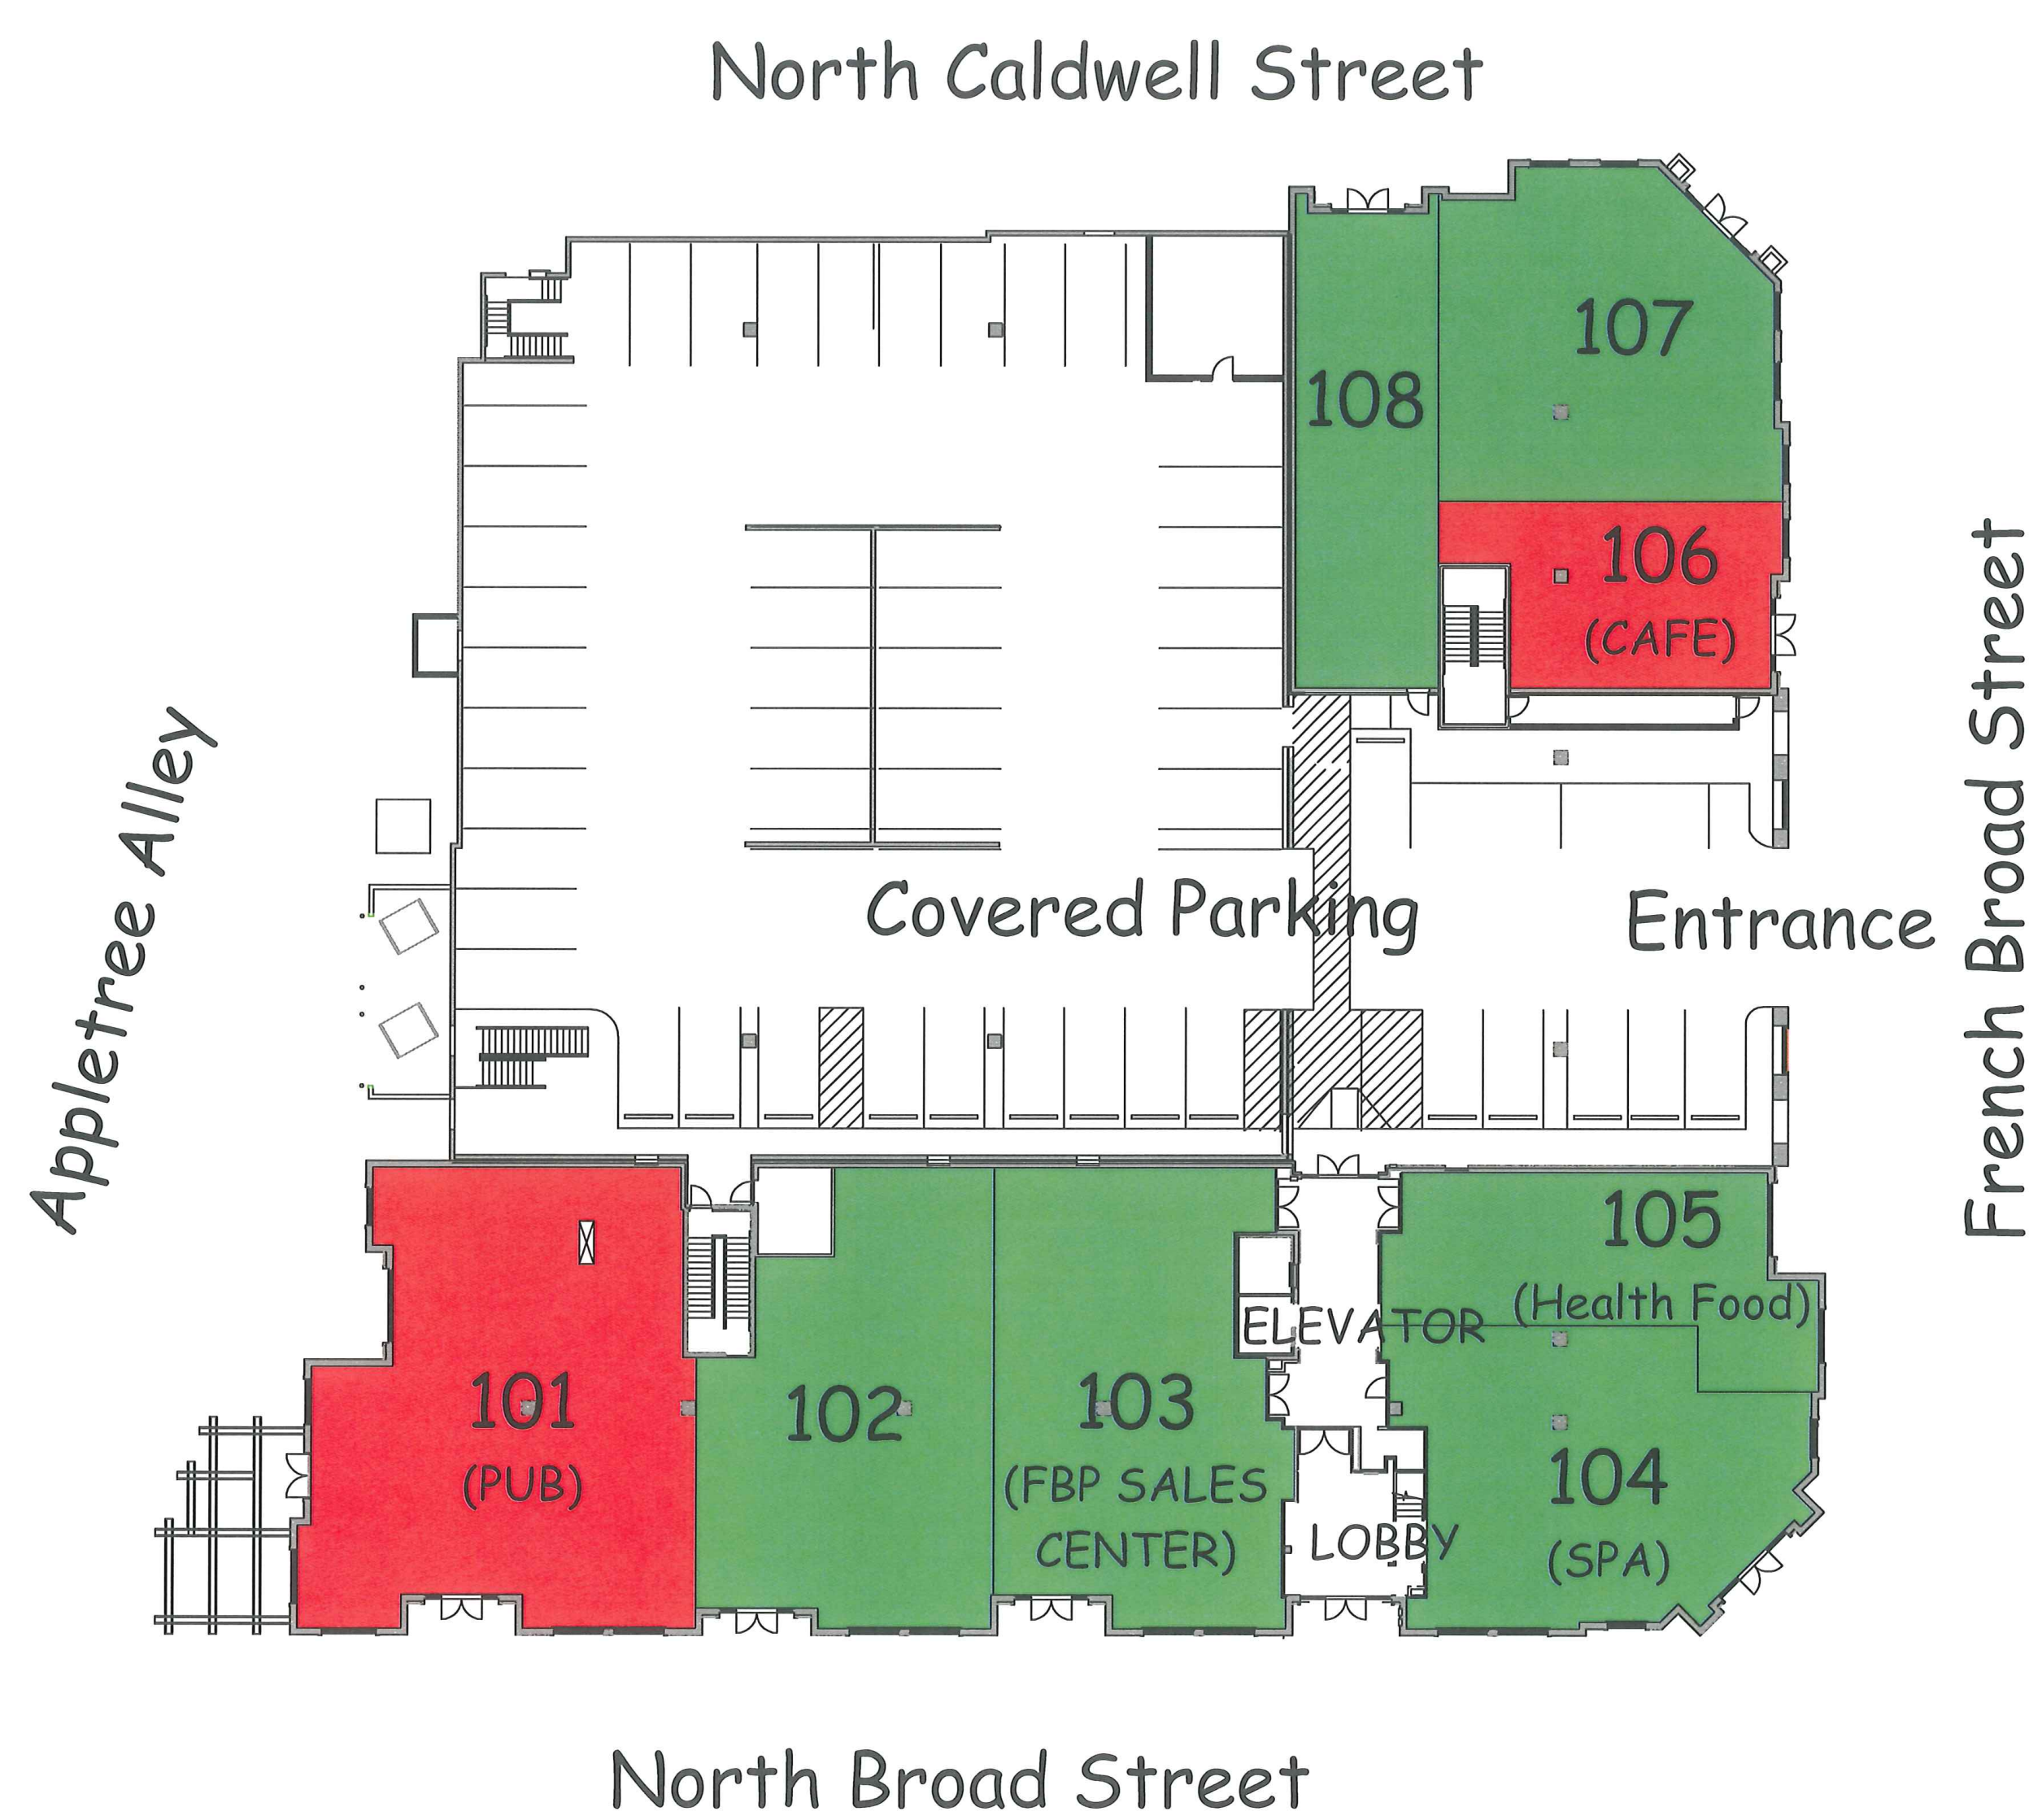 North Caldwell Street
107
108
106
(CAFE)
French Broad Street
Appletree Alley
Covered Parking
Entrance
105
(Health Food)
ELEVATOR
101
(PUB)
102
103
(FBP SALES
CENTER)
LOBBY
104
(SPA)
North Broad Street